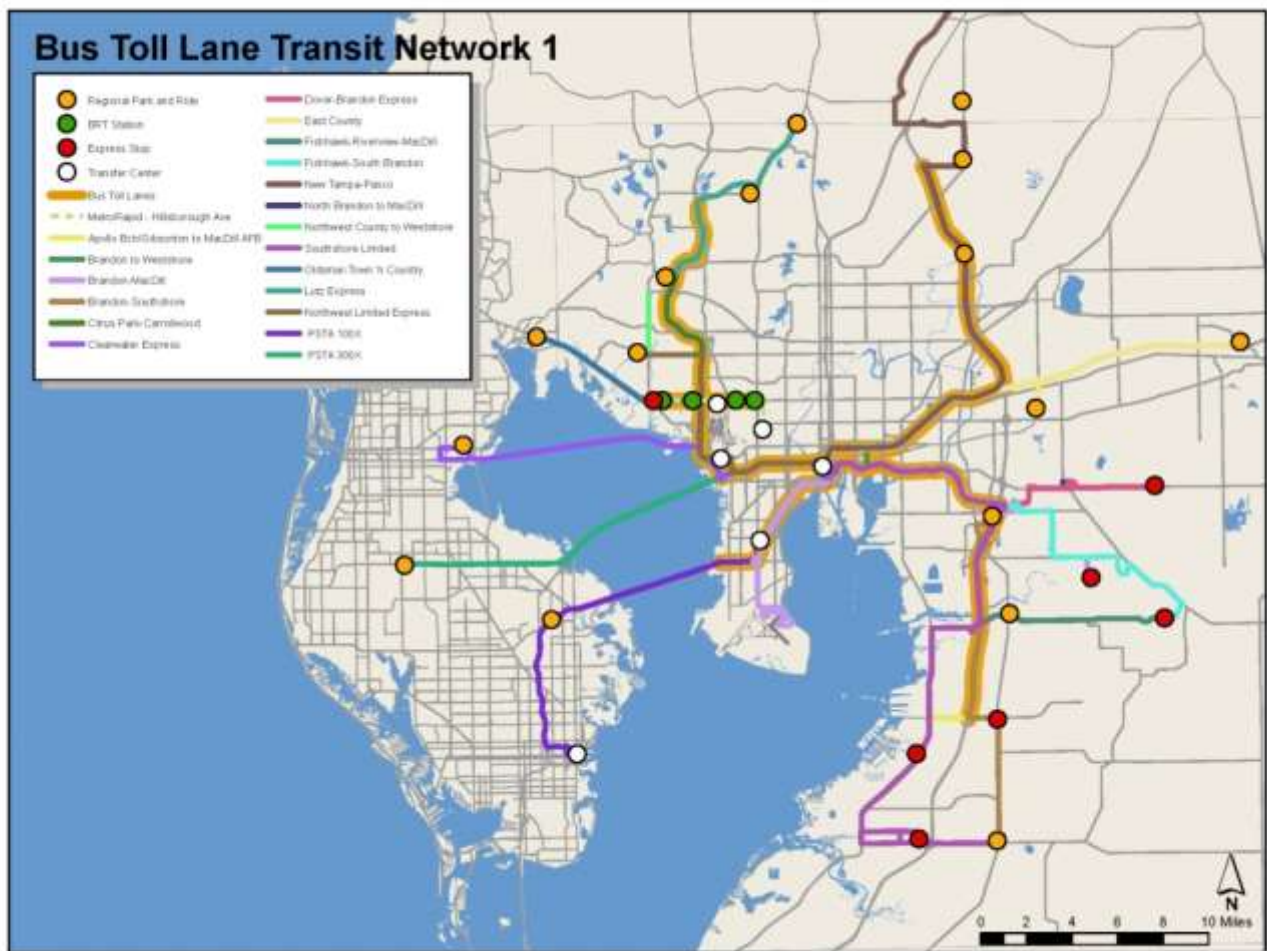 Bus Toll Lane Transit Network 1
Regional Park and Ride
BRT Station
Express Stop
Transfer Center
Bus Toll Lanes
MetroRapid - Hillsborough Ave
Apollo Bch/Gibsonton to MacDill AFB
Brandon to Westshore
Brandon-MacDill
Brandon-Southshore
Citrus Park-Carrollwood
Clearwater Express
Dover-Brandon Express
East County
Fishhawk-Riverview-MacDill
Fishhawk-South Brandon
New Tampa-Pasco
North Brandon to MacDill
Northwest County to Westshore
Southshore Limited
Oldsmar-Town 'n Country
Lutz Express
Northwest Limited Express
PSTA 100X
PSTA 300X
N
0 2 4 6 8 10 Miles